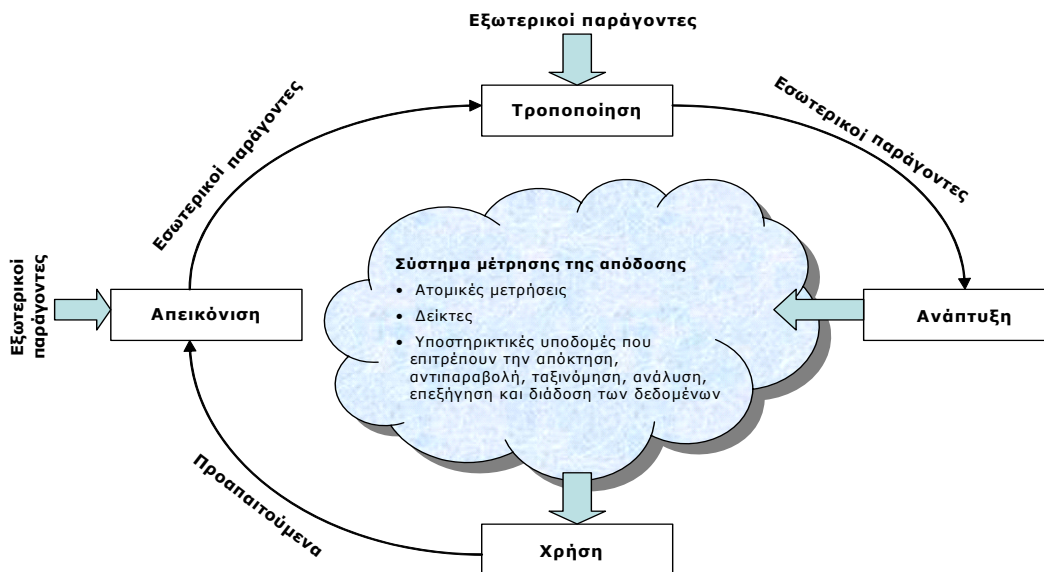 Εξωτερικοί παράγοντες
Τροποποίηση
Εσωτερικοί παράγοντες
Εσωτερικοί παράγοντες
Εξωτερικοί
παράγοντες
Απεικόνιση
Σύστημα μέτρησης της απόδοσης
• Ατομικές μετρήσεις
• Δείκτες
• Υποστηρικτικές υποδομές που
επιτρέπουν την απόκτηση,
αντιπαραβολή, ταξινόμηση, ανάλυση,
επεξήγηση και διάδοση των δεδομένων
Ανάπτυξη
Προαπαιτούμενα
Χρήση